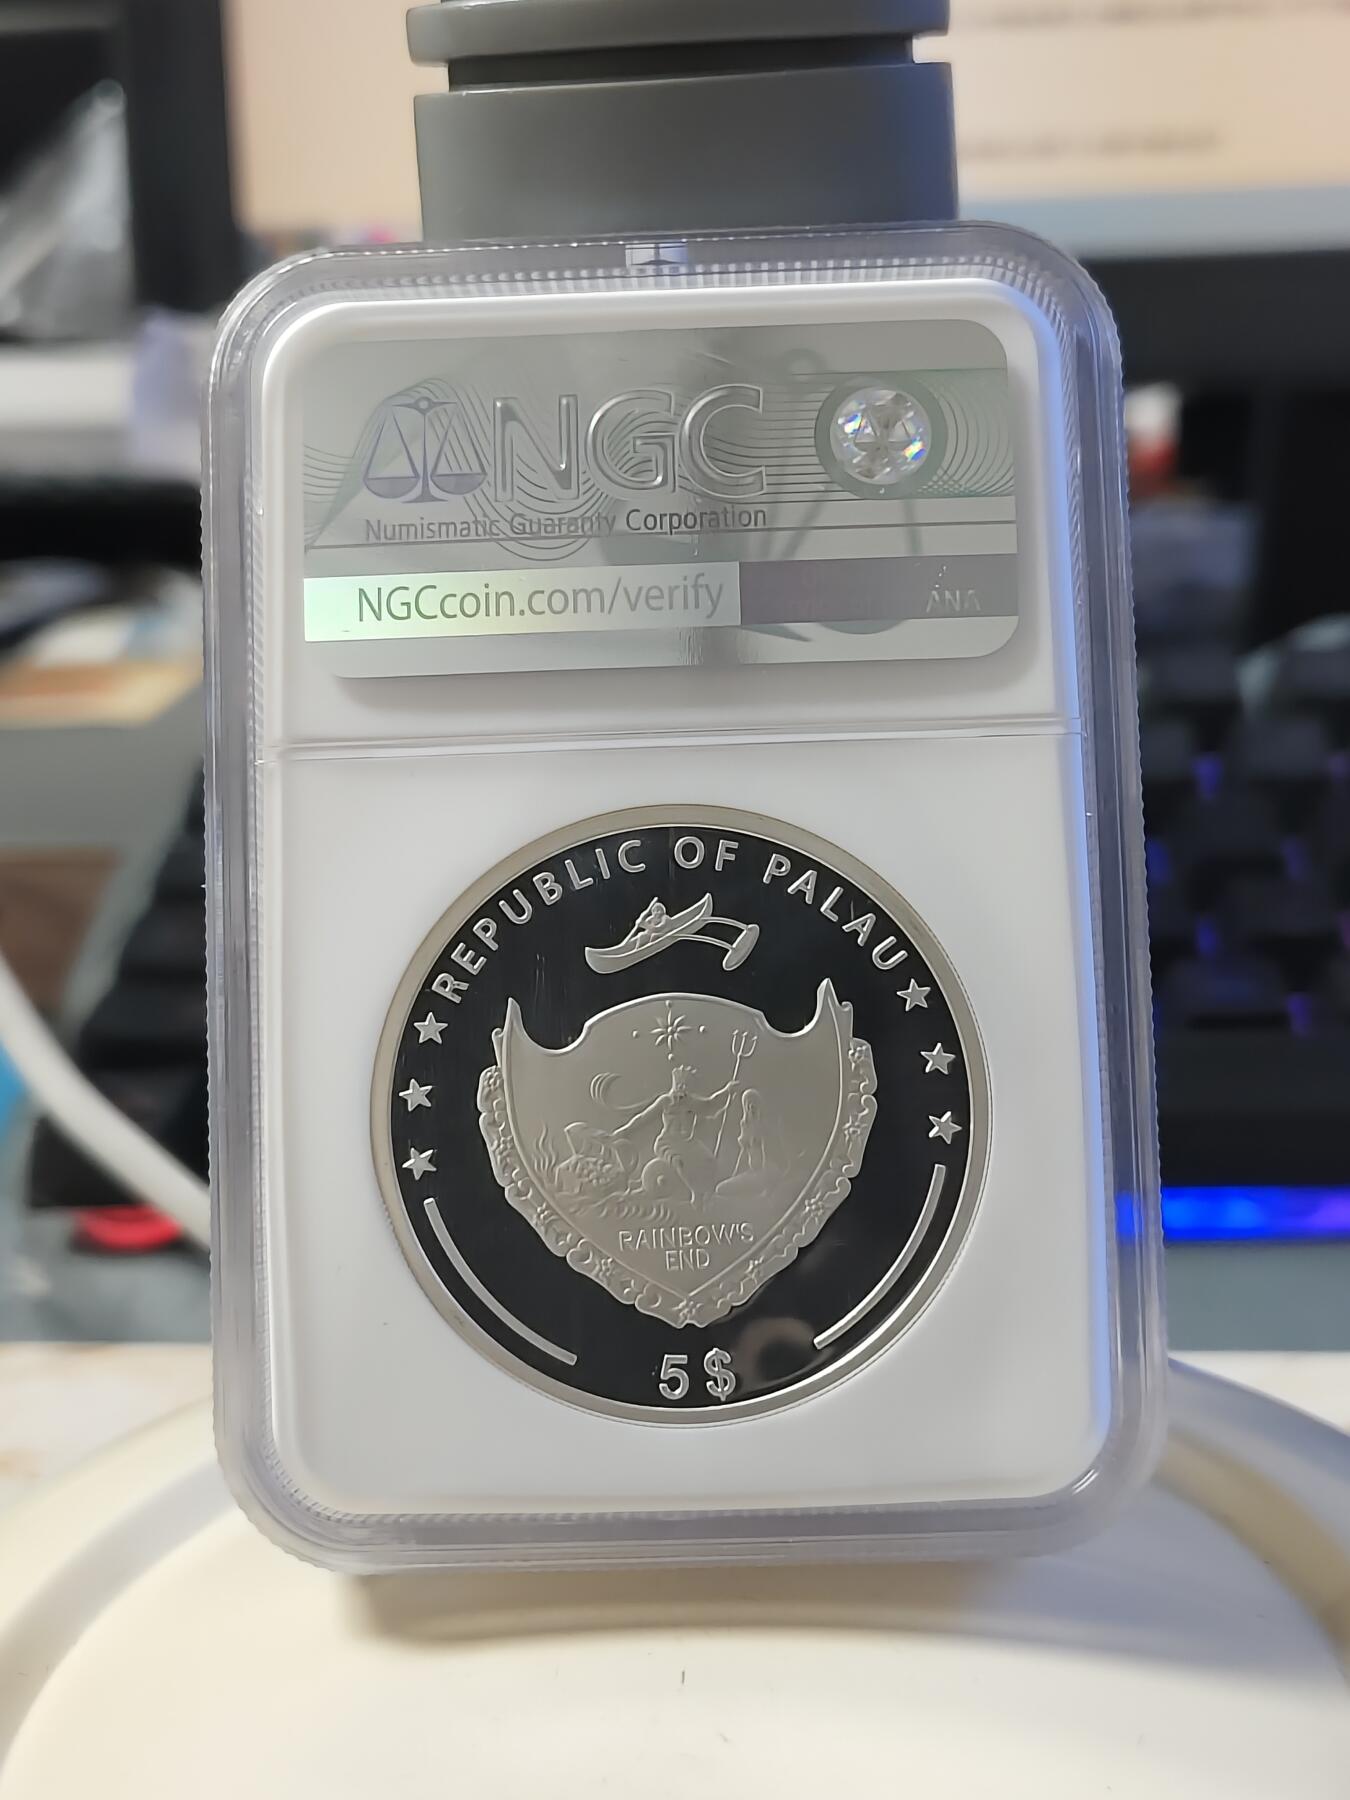 NGC
Numismatic Guaranty Corporation
NGCcoin.com/verify
ANA
REPUBLIC OF PALAU
RAINBOW'S
END
5 $